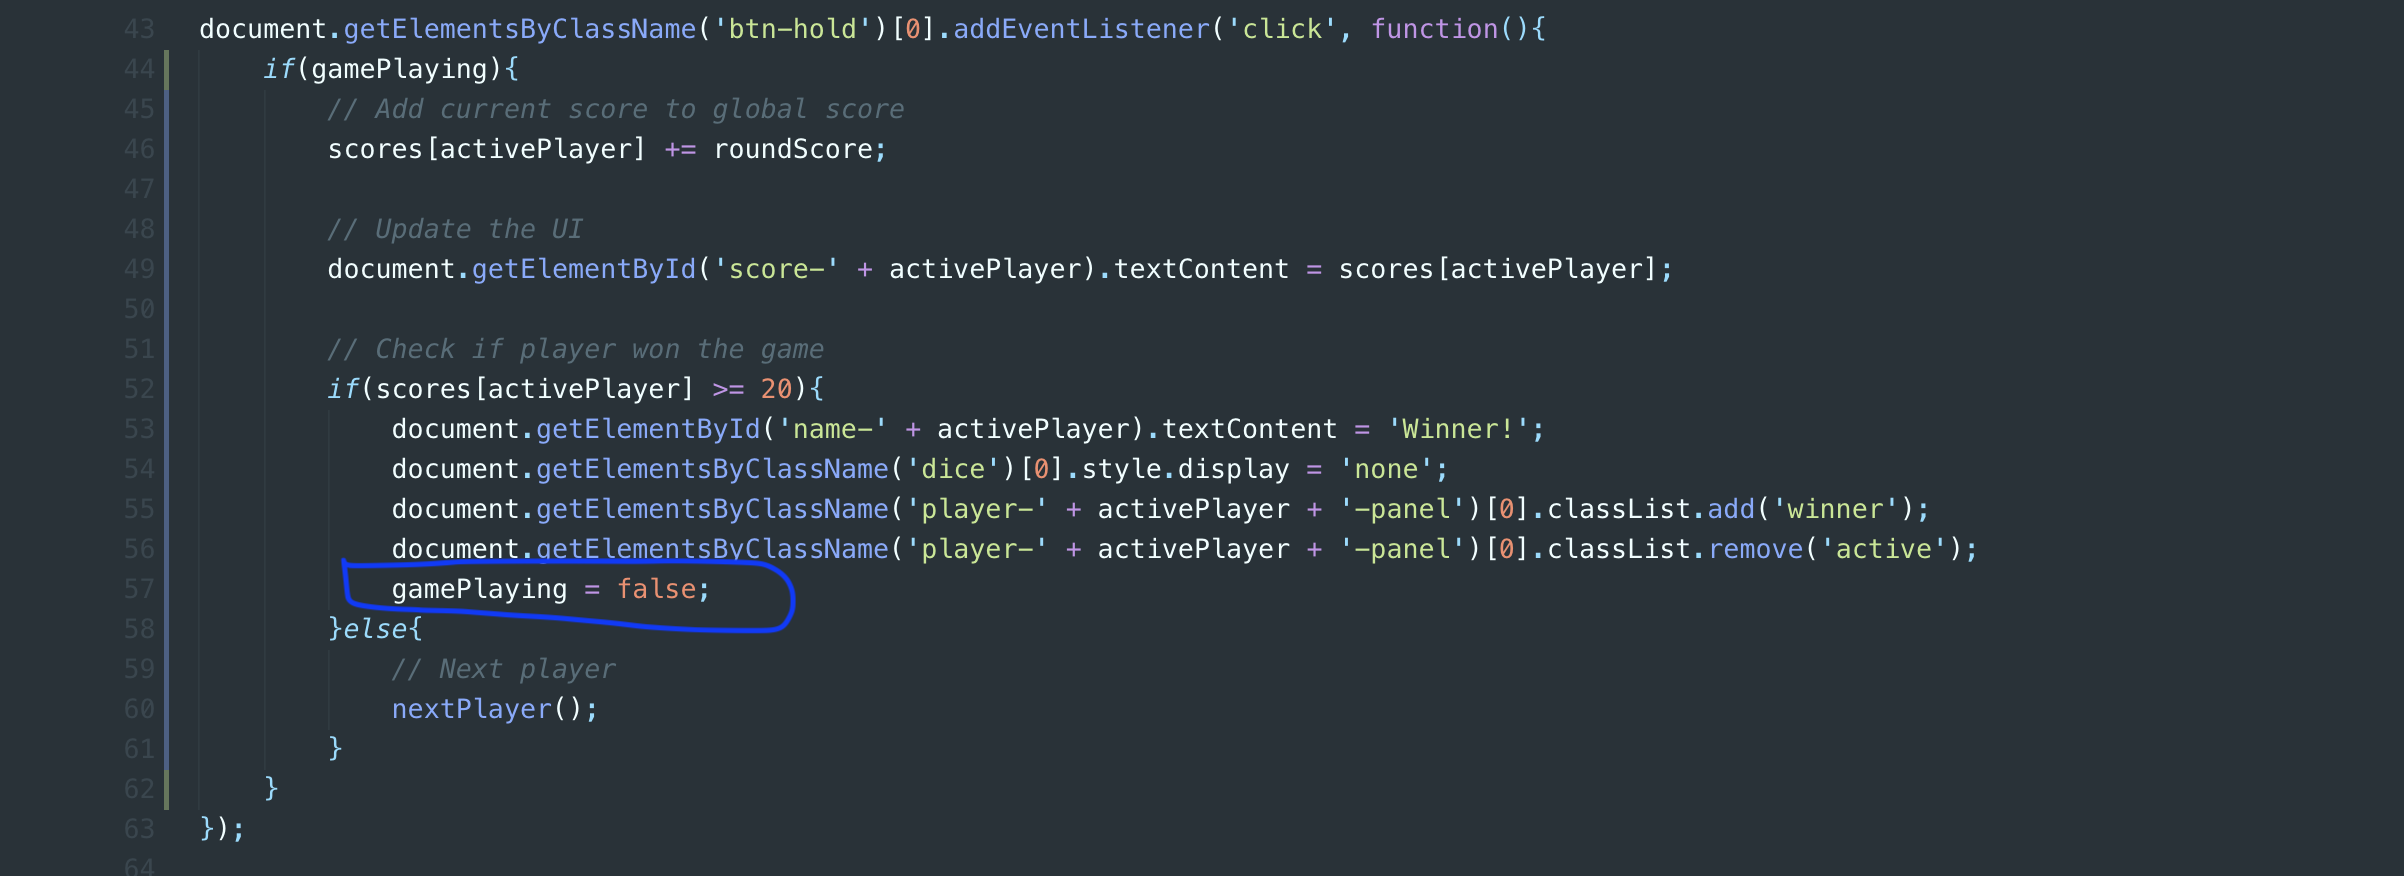 43 document.getElementsByClassName('btn-hold')[0].addEventListener('click', function(){
44 if(gamePlaying){
45 // Add current score to global score
46 scores[activePlayer] += roundScore;
47
48 // Update the UI
49 document.getElementById('score-' + activePlayer).textContent = scores[activePlayer];
50
51 // Check if player won the game
52 if(scores[activePlayer] >= 20){
53 document.getElementById('name-' + activePlayer).textContent = 'Winner!';
54 document.getElementsByClassName('dice')[0].style.display = 'none';
55 document.getElementsByClassName('player-' + activePlayer + '-panel')[0].classList.add('winner');
56 document.getElementsByClassName('player-' + activePlayer + '-panel')[0].classList.remove('active');
57 gamePlaying = false;
58 }else{
59 // Next player
60 nextPlayer();
61 }
62 }
63 });
64